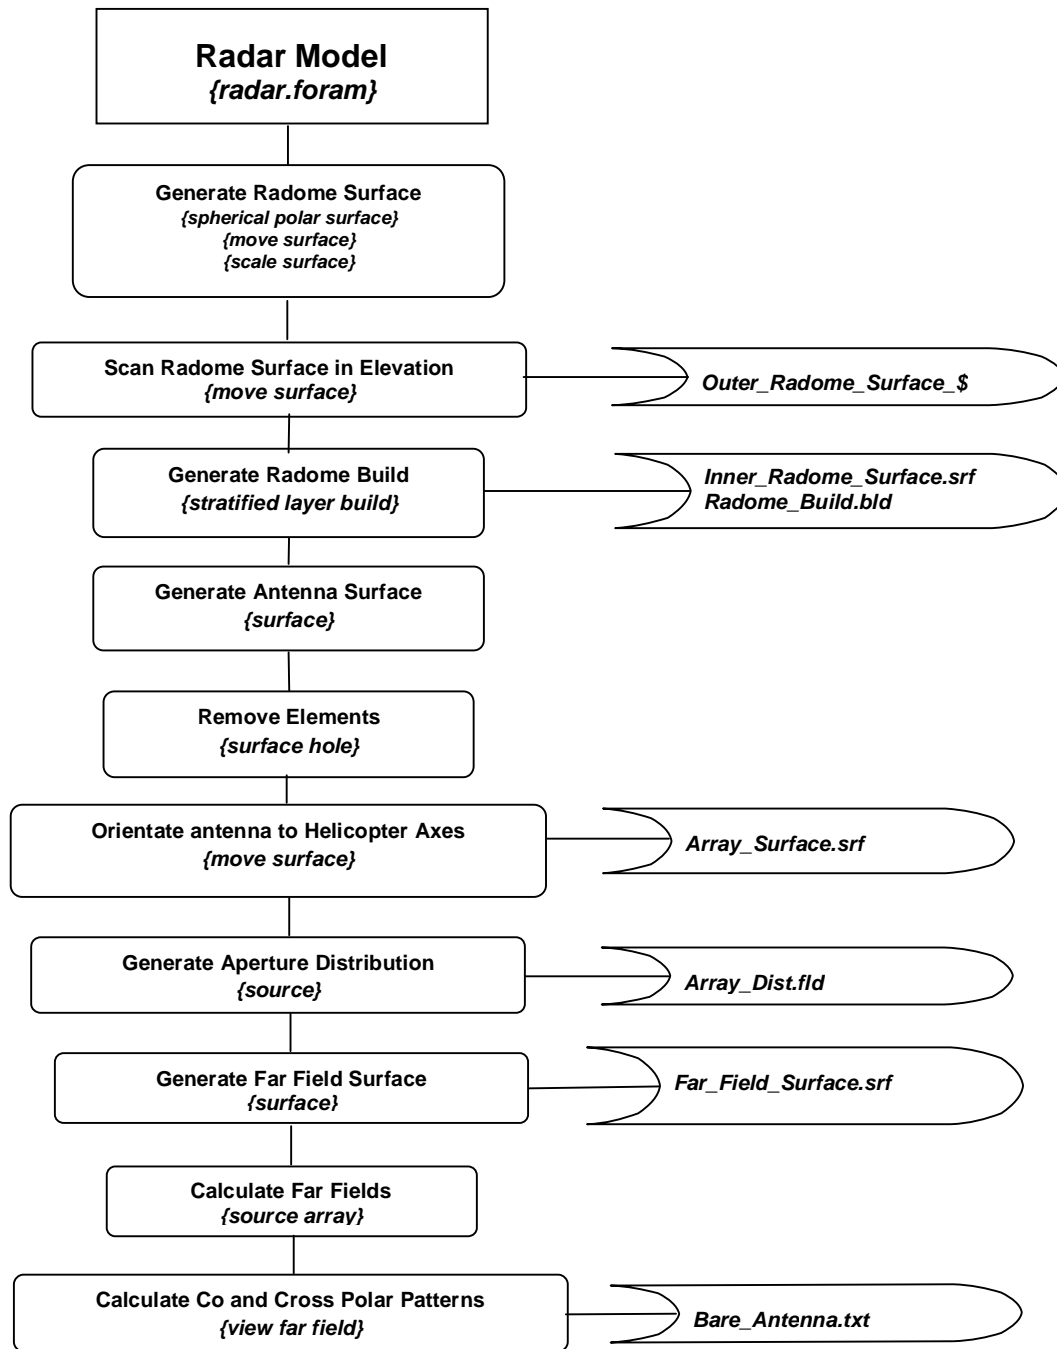 Radar Model
{radar.foram}
Generate Radome Surface
{spherical polar surface}
{move surface}
{scale surface}
Scan Radome Surface in Elevation
{move surface}
Outer_Radome_Surface_$
Generate Radome Build
{stratified layer build}
Inner_Radome_Surface.srf
Radome_Build.bld
Generate Antenna Surface
{surface}
Remove Elements
{surface hole}
Orientate antenna to Helicopter Axes
{move surface}
Array_Surface.srf
Generate Aperture Distribution
{source}
Array_Dist.fld
Generate Far Field Surface
{surface}
Far_Field_Surface.srf
Calculate Far Fields
{source array}
Calculate Co and Cross Polar Patterns
{view far field}
Bare_Antenna.txt